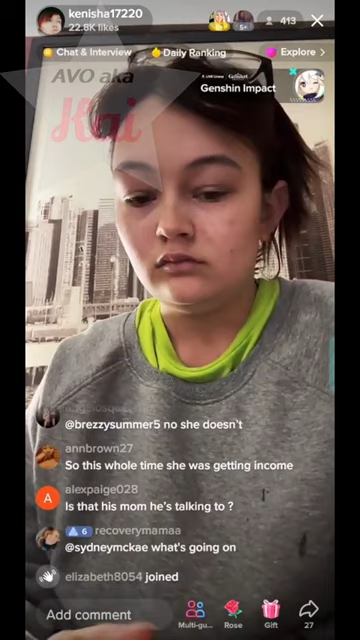 kenisha17220
22.8K likes
5+
413
Chat & Interview
Daily Ranking
Explore >
AVO aka
Kai
Genshin Impact
@brezzysummer5 no she doesn't
annbrown27
So this whole time she was getting income
A
alexpaige028
Is that his mom he's talking to ?
6 recoverymamaa
@sydneymckae what's going on
elizabeth8054 joined
Add comment
Multi-gu...
Rose
Gift
27